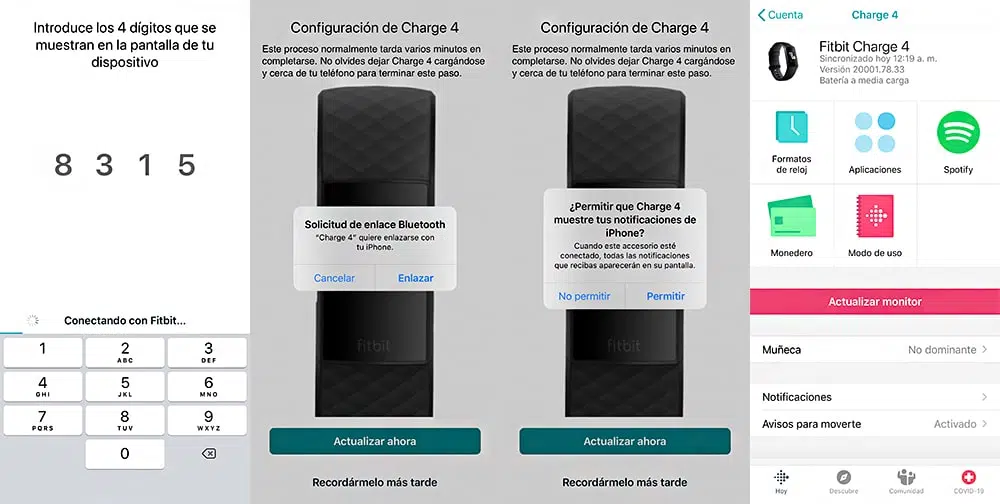 Introduce los 4 dígitos que se
muestran en la pantalla de tu
dispositivo
8 3 1 5
Conectando con Fitbit...
1
2
ABC
3
DEF
4
GHI
5
JKL
6
MNO
7
PQRS
8
TUV
9
WXYZ
0
Configuración de Charge 4
Este proceso normalmente tarda varios minutos en
completarse. No olvides dejar Charge 4 cargándose
y cerca de tu teléfono para terminar este paso.
Solicitud de enlace Bluetooth
“Charge 4” quiere enlazarse con
tu iPhone.
Cancelar
Enlazar
fitbit
Actualizar ahora
Recordármelo más tarde
Configuración de Charge 4
Este proceso normalmente tarda varios minutos en
completarse. No olvides dejar Charge 4 cargándose
y cerca de tu teléfono para terminar este paso.
¿Permitir que Charge 4
muestre tus notificaciones de
iPhone?
Cuando este accesorio esté
conectado, todas las notificaciones
que recibas aparecerán en su pantalla.
No permitir
Permitir
fitbit
Actualizar ahora
Recordármelo más tarde
Cuenta
Charge 4
Fitbit Charge 4
Sincronizado hoy 12:19 a. m.
Versión 20001.78.33
Batería a media carga
Formatos
de reloj
Aplicaciones
Spotify
Monedero
Modo de uso
Actualizar monitor
Muñeca
No dominante
Notificaciones
Avisos para moverte
Activado
Hoy
Descubre
Comunidad
COVID-19